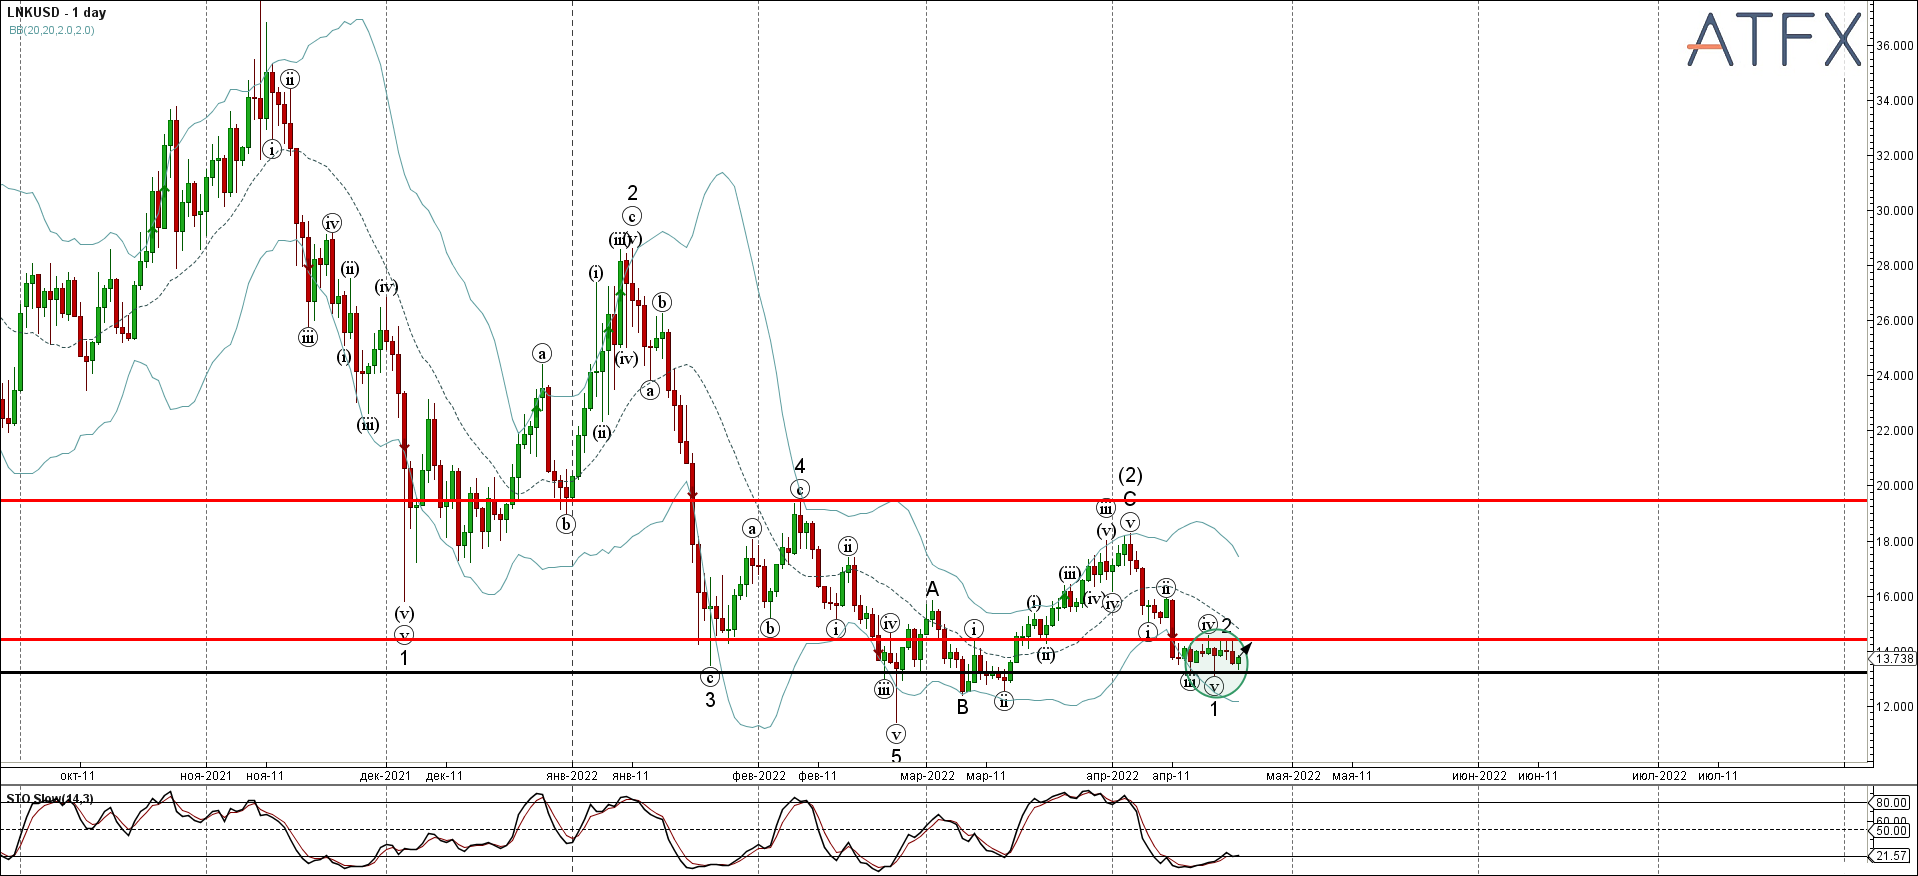 LNKUSD - 1 day
BB(20,20,2.0,2.0)
ATFX
36.000
34.000
32.000
30.000
28.000
26.000
24.000
22.000
20.000
18.000
16.000
14.000
13.738
12.000
ii
i
iv
iii
(ii)
(i)
(iv)
(iii)
(v)
v
1
a
b
2
c
(iii)
(v)
(i)
(iv)
(ii)
b
a
c
3
a
b
4
c
i
ii
iii
iv
v
5
A
B
i
ii
(i)
(ii)
(iii)
(iv)
iv
(v)
iii
(2)
C
v
i
ii
iii
iv
2
v
1
окт-11
ноя-2021
ноя-11
дек-2021
дек-11
янв-2022
янв-11
фев-2022
фев-11
мар-2022
мар-11
апр-2022
апр-11
мая-2022
мая-11
июн-2022
июн-11
июл-2022
июл-11
STO Slow(14,3)
80.00
60.00
50.00
21.57